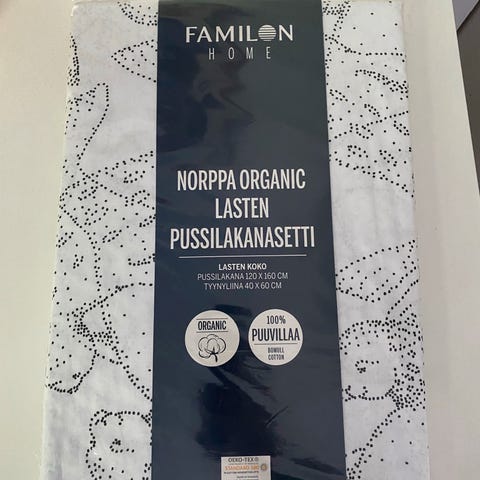 FAMILON
HOME
NORPPA ORGANIC
LASTEN
PUSSILAKANASETTI
LASTEN KOKO
PUSSILAKANA 120 X 160 CM
TYYNYLIINA 40 X 60 CM
ORGANIC
100%
PUUVILLAA
BOMULL
COTTON
OEKO-TEX®
STANDARD 100